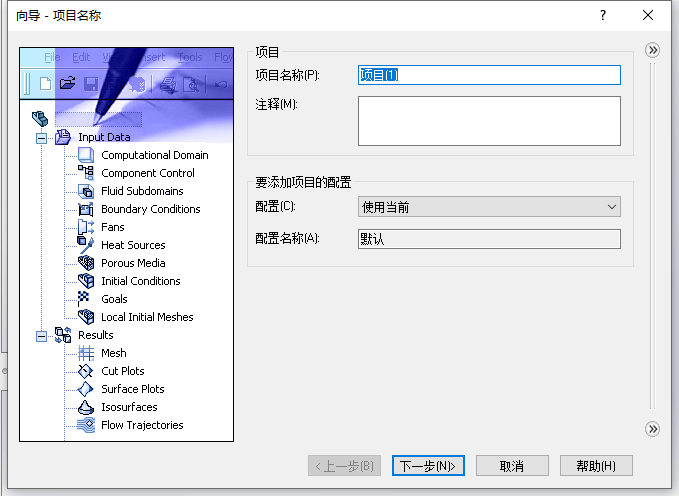 向导 - 项目名称
File Edit Insert Tools Flow
Input Data
Computational Domain
Component Control
Fluid Subdomains
Boundary Conditions
Fans
Heat Sources
Porous Media
Initial Conditions
Goals
Local Initial Meshes
Results
Mesh
Cut Plots
Surface Plots
Isosurfaces
Flow Trajectories
项目
项目名称(P):
项目(1)
注释(M):
要添加项目的配置
配置(C):
使用当前
配置名称(A):
默认
<上一步(B)
下一步(N)>
取消
帮助(H)